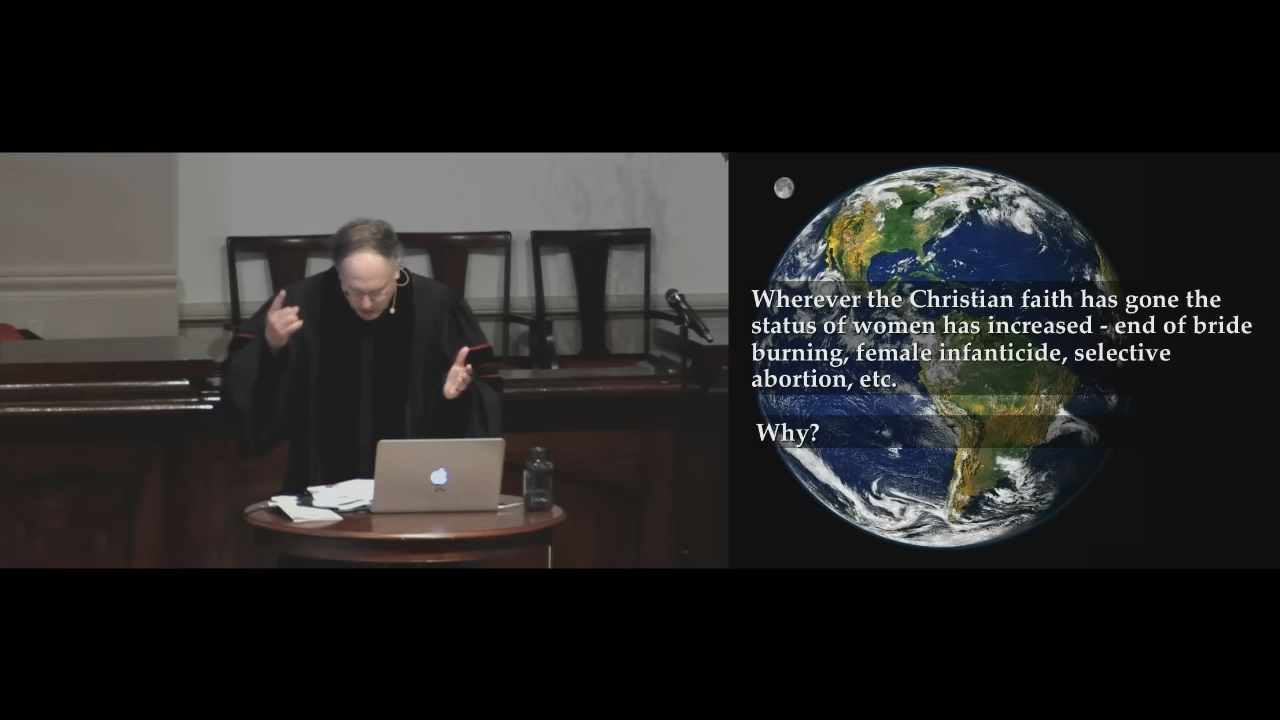 Wherever the Christian faith has gone the
status of women has increased - end of bride
burning, female infanticide, selective
abortion, etc.
Why?